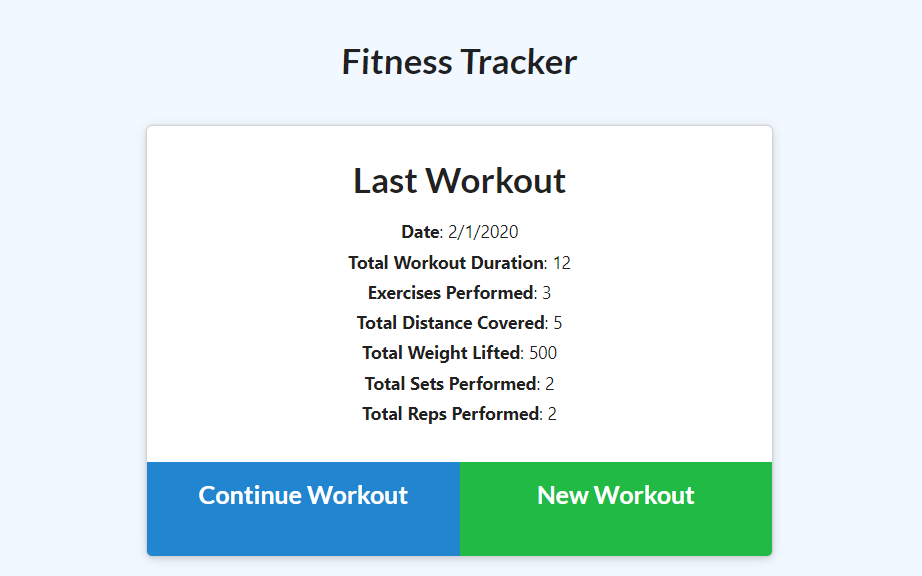 Fitness Tracker
Last Workout
Date: 2/1/2020
Total Workout Duration: 12
Exercises Performed: 3
Total Distance Covered: 5
Total Weight Lifted: 500
Total Sets Performed: 2
Total Reps Performed: 2
Continue Workout
New Workout